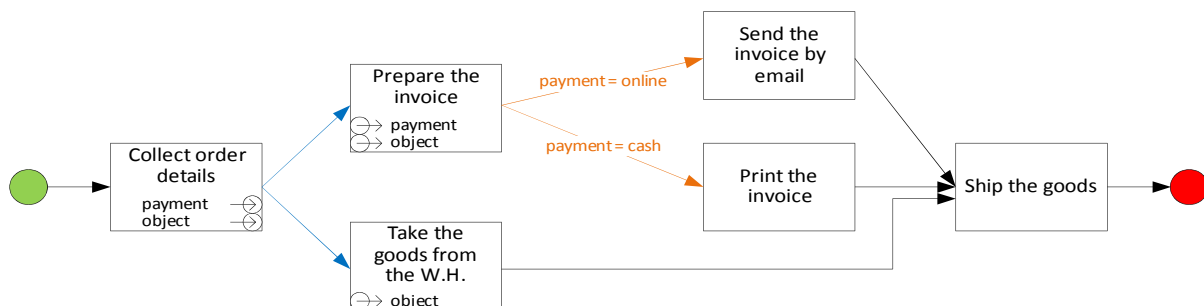 Collect order
details
payment
object
Prepare the
invoice
payment
object
Take the
goods from
the W.H.
object
payment = online
payment = cash
Send the
invoice by
email
Print the
invoice
Ship the goods